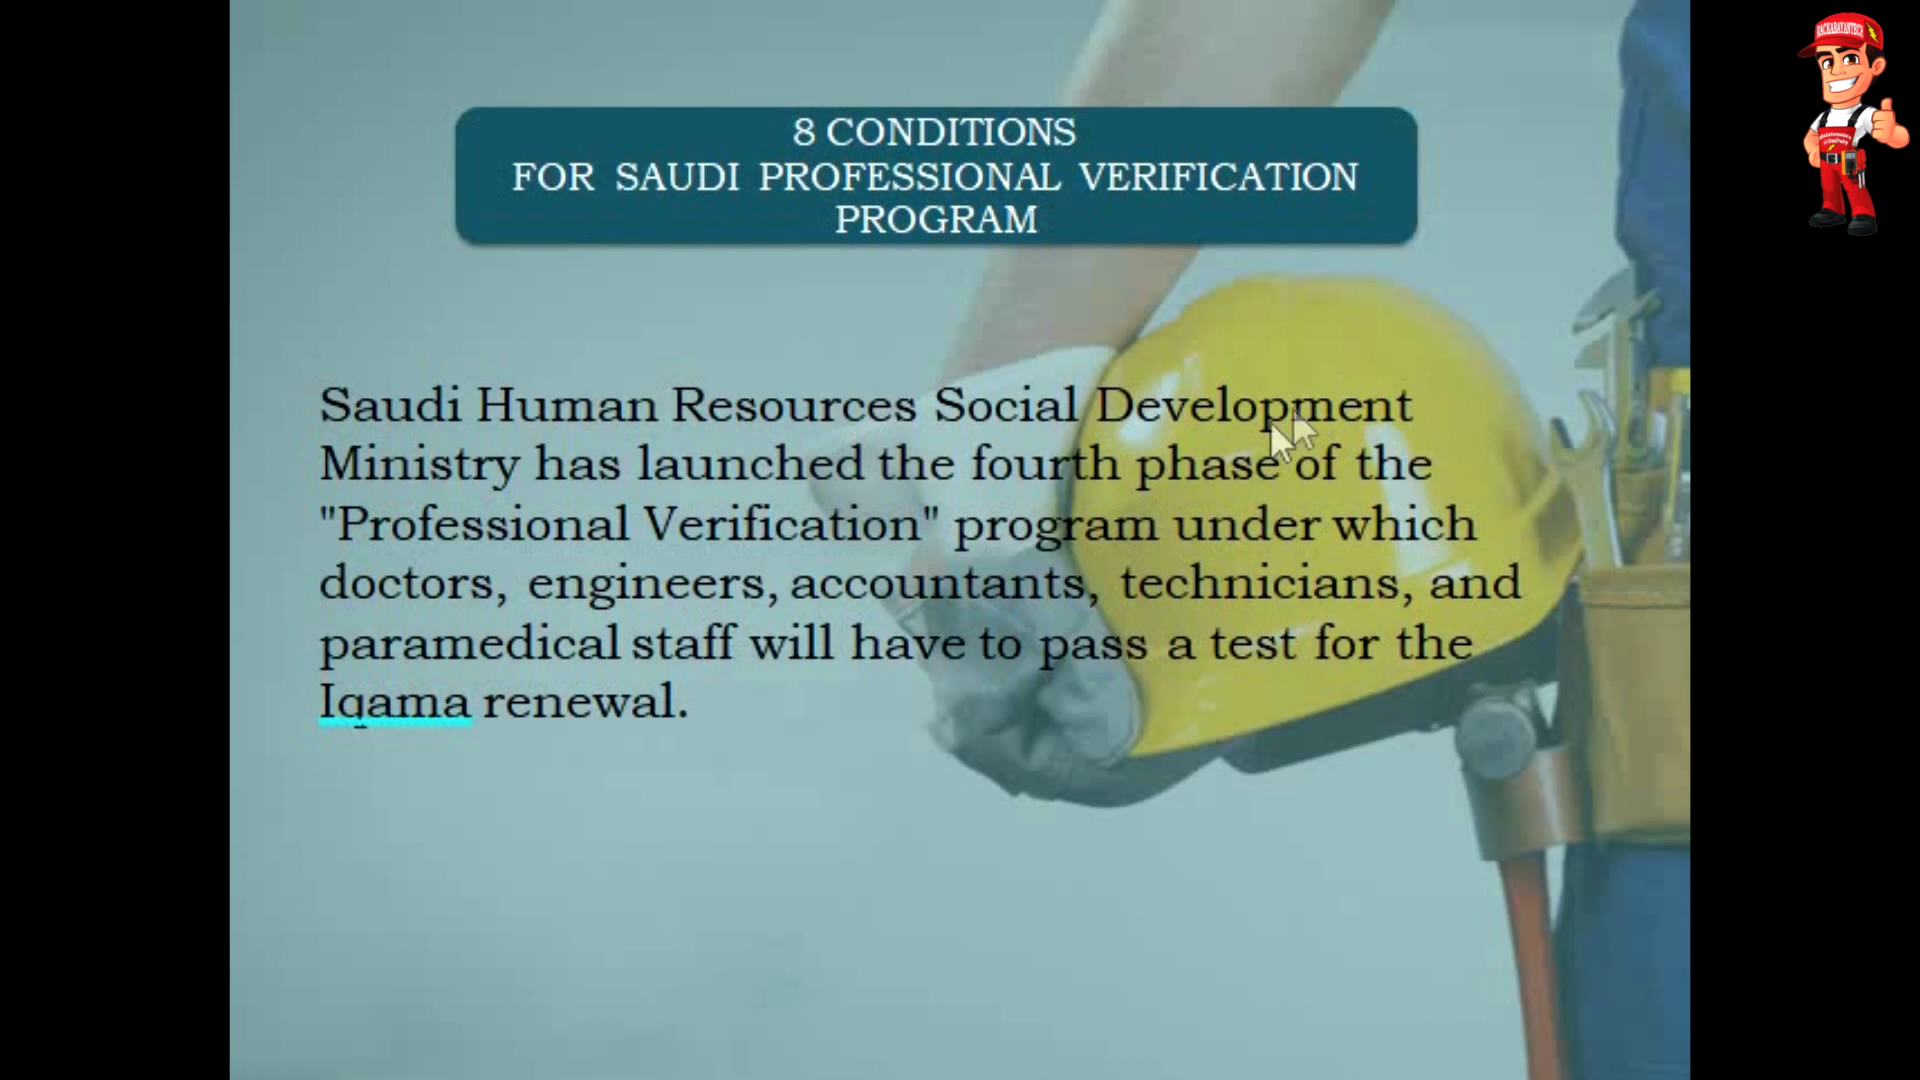 8 CONDITIONS
FOR SAUDI PROFESSIONAL VERIFICATION
PROGRAM
Saudi Human Resources Social Development
Ministry has launched the fourth phase of the
"Professional Verification" program under which
doctors, engineers, accountants, technicians, and
paramedical staff will have to pass a test for the
Iqama renewal.